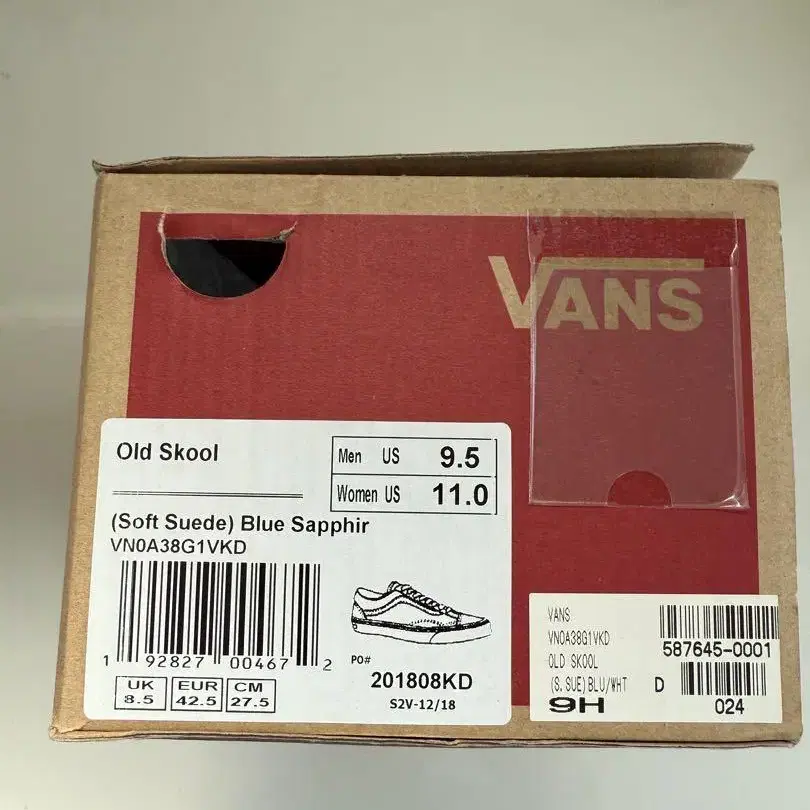 VANS
Old Skool
Men US 9.5
Women US 11.0
(Soft Suede) Blue Sapphir
VN0A38G1VKD
1 92827 00467 2
PO#
201808KD
S2V-12/18
UK 8.5
EUR 42.5
CM 27.5
VANS
VN0A38G1VKD
587645-0001
OLD SKOOL
(S.SUE)BLU/WHT D
9H
024